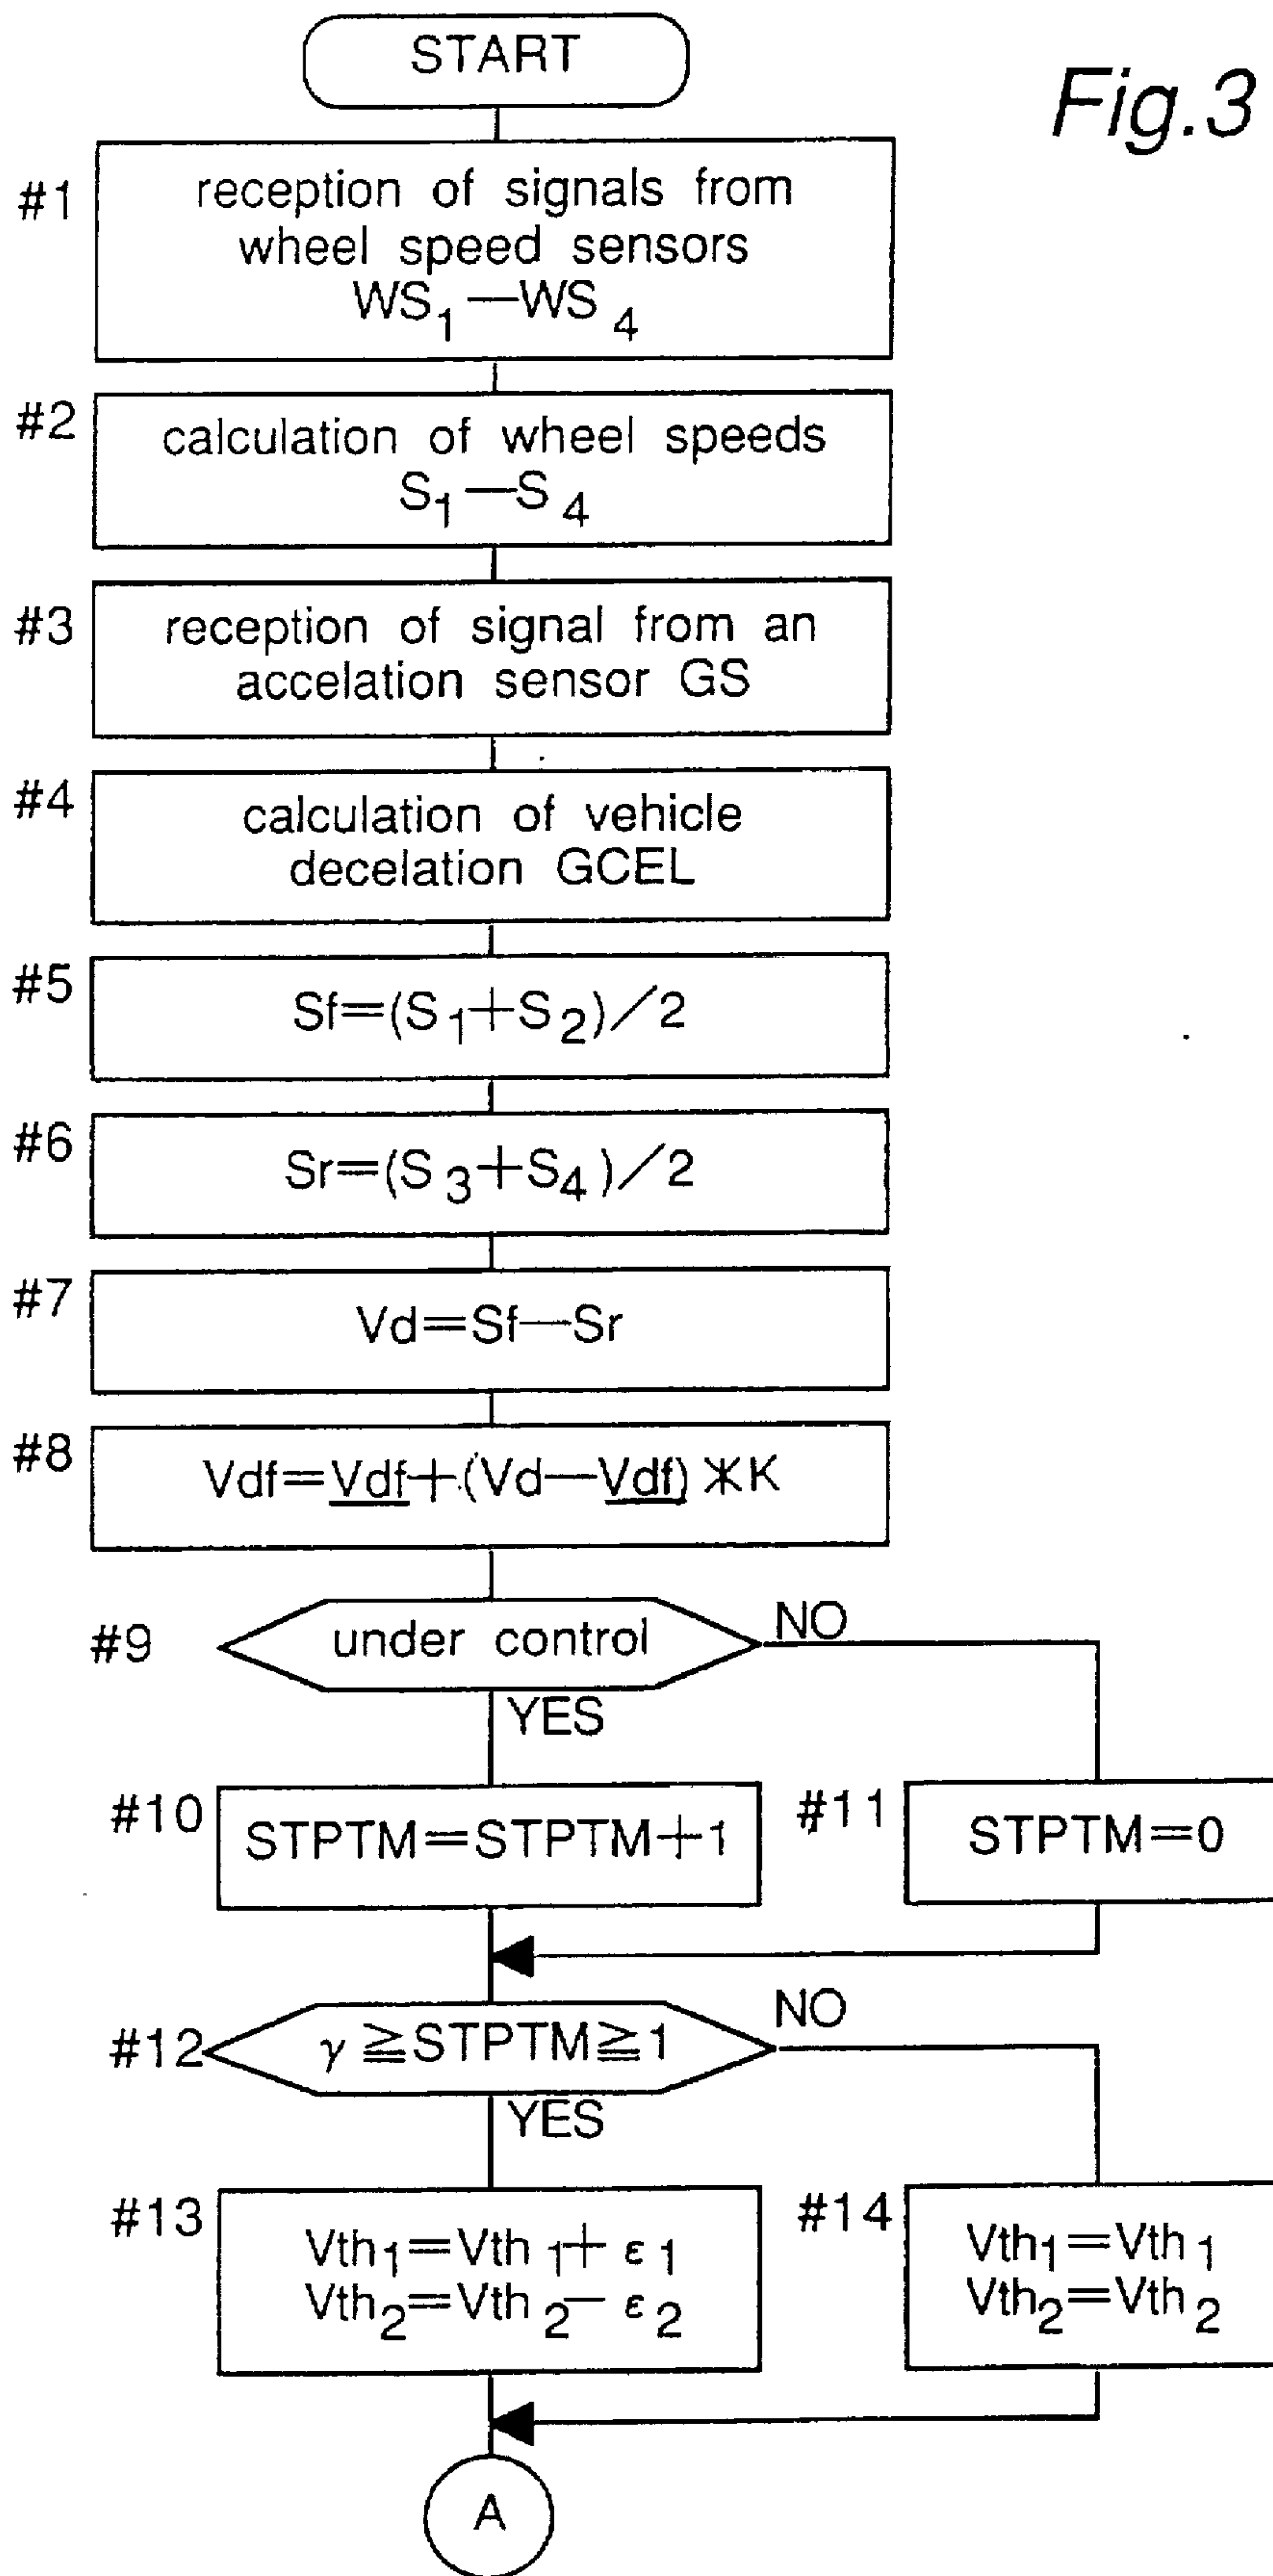 Fig.3
START
#1
reception of signals from
wheel speed sensors
WS₁—WS₄
#2
calculation of wheel speeds
S₁—S₄
#3
reception of signal from an
accelation sensor GS
#4
calculation of vehicle
decelation GCEL
#5
Sf=(S₁+S₂)/2
#6
Sr=(S₃+S₄)/2
#7
Vd=Sf—Sr
#8
Vdf=Vdf+(Vd—Vdf)*K
#9
under control
NO
YES
#10
STPTM=STPTM+1
#11
STPTM=0
#12
γ≧STPTM≧1
NO
YES
#13
Vth₁=Vth₁+ε₁
Vth₂=Vth₂−ε₂
#14
Vth₁=Vth₁
Vth₂=Vth₂
A